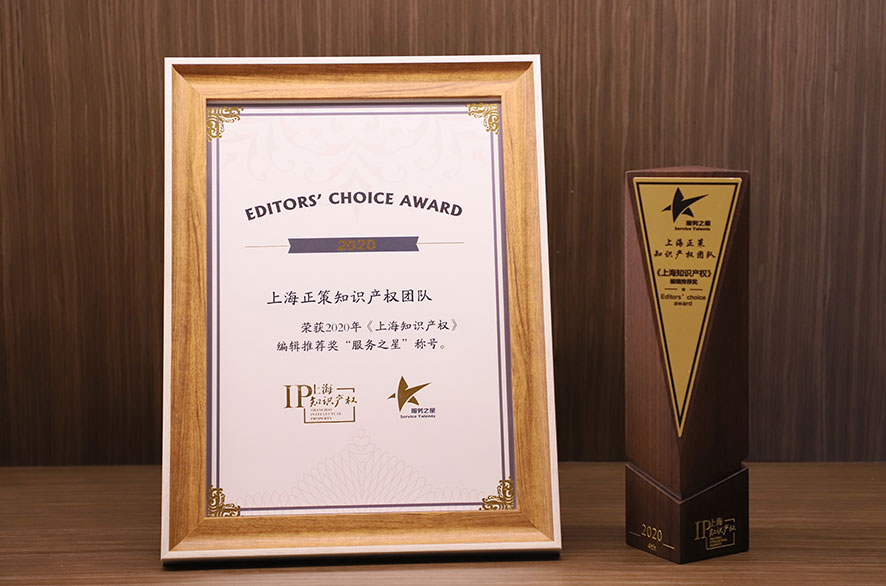 EDITORS' CHOICE AWARD
2020
上海正策知识产权团队
荣获2020年《上海知识产权》
编辑推荐奖“服务之星”称号。
IP上海
知识产权
SHANGHAI
INTELLECTUAL
PROPERTY
服务之星
Service Talents
服务之星
Service Talents
上海正策
知识产权团队
《上海知识产权》
编辑推荐奖
Editors' choice
award
2020
4th
IP上海
知识产权